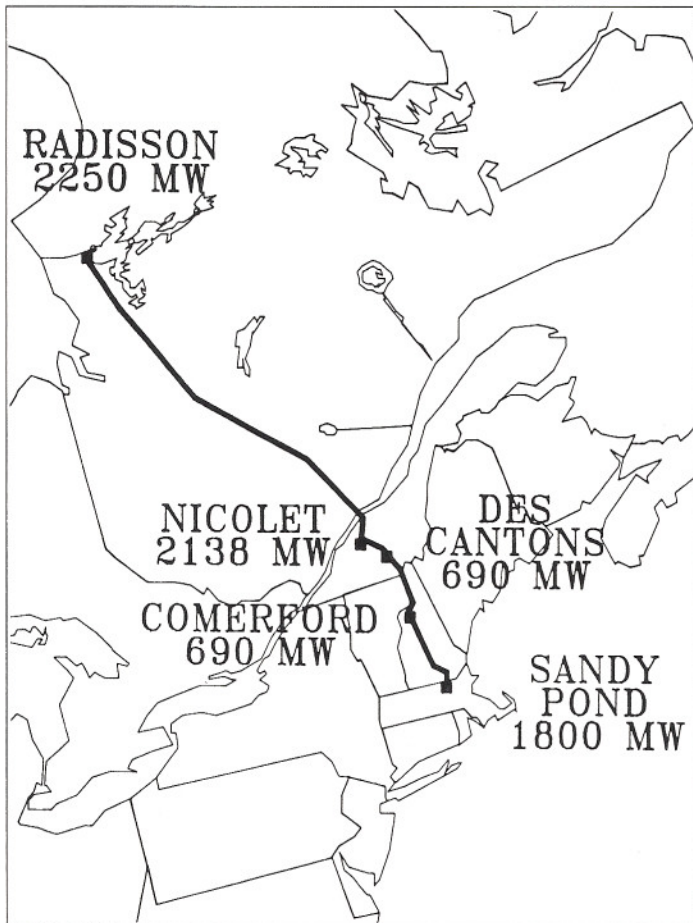 RADISSON
2250 MW
NICOLET
2138 MW
DES
CANTONS
690 MW
COMERFORD
690 MW
SANDY
POND
1800 MW